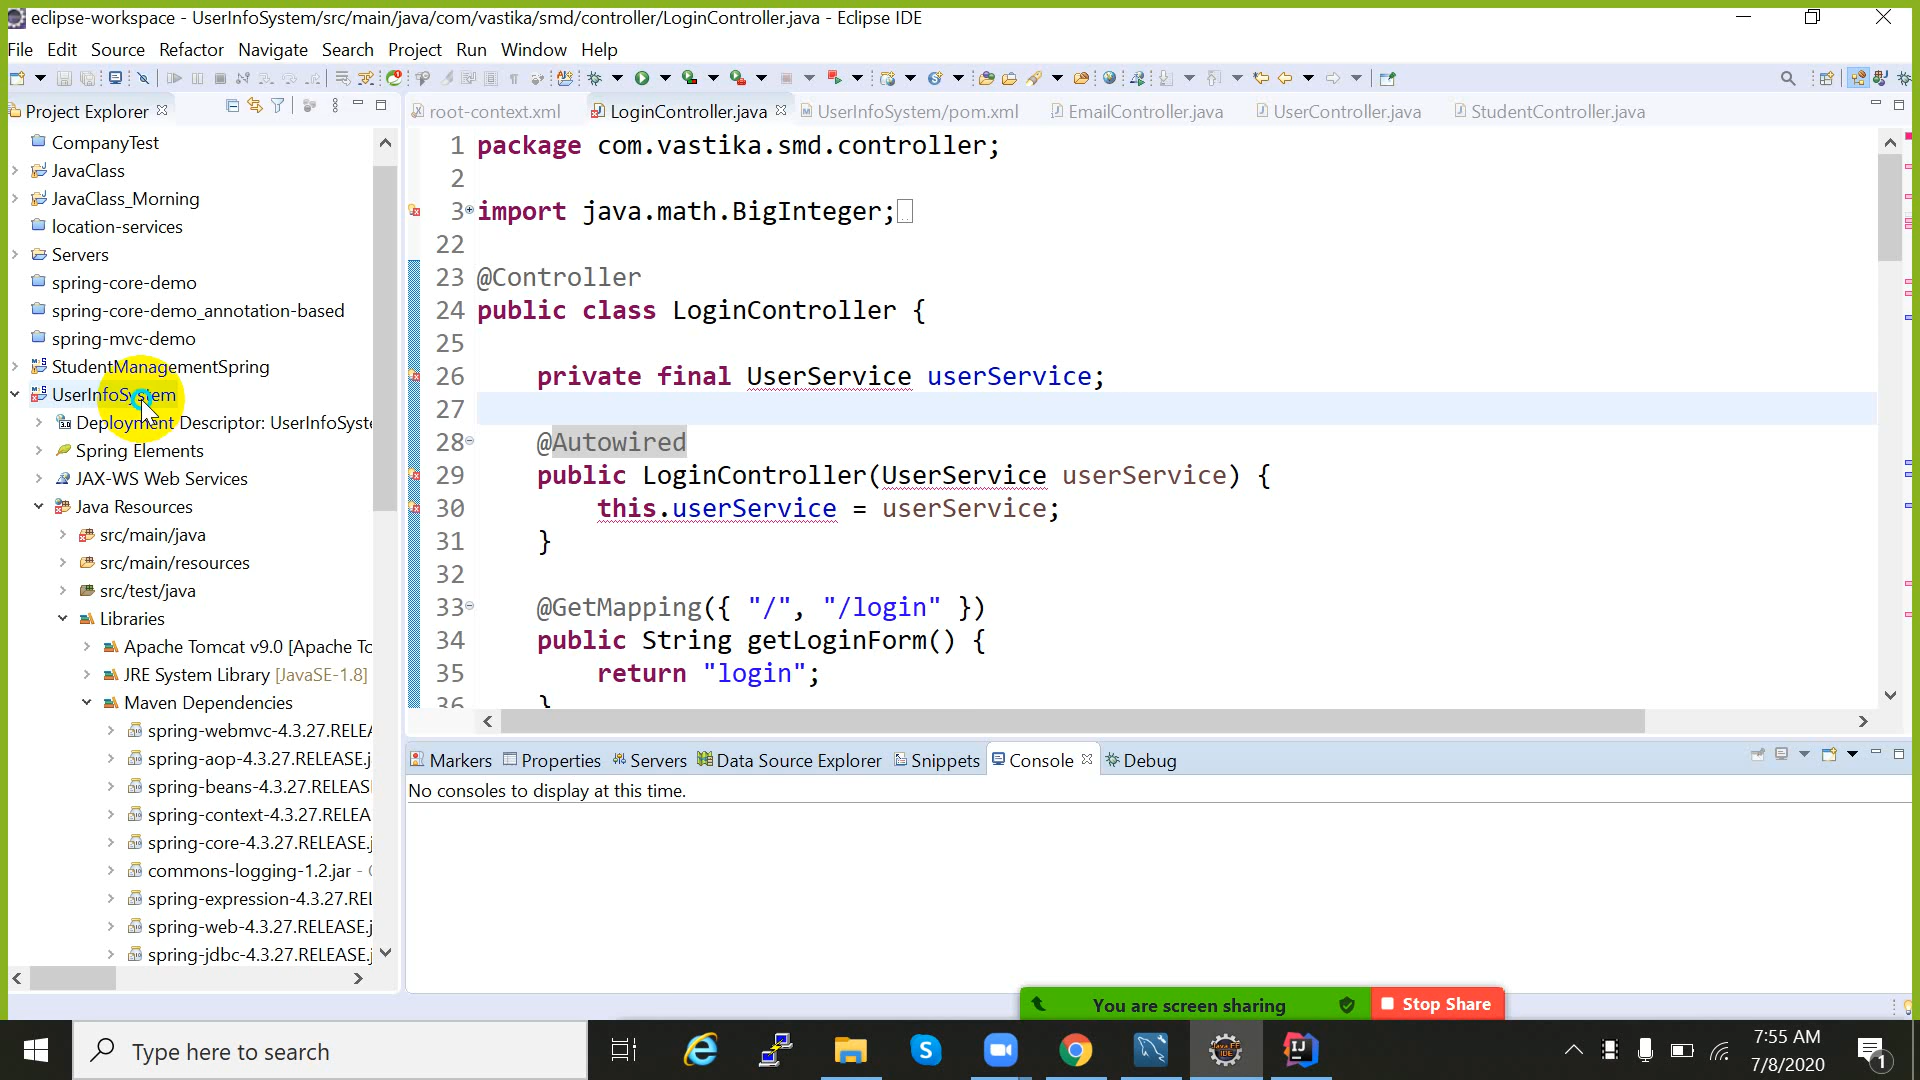 eclipse-workspace - UserInfoSystem/src/main/java/com/vastika/smd/controller/LoginController.java - Eclipse IDE
File Edit Source Refactor Navigate Search Project Run Window Help
Project Explorer
root-context.xml LoginController.java UserInfoSystem/pom.xml EmailController.java UserController.java StudentController.java
CompanyTest
JavaClass
JavaClass_Morning
location-services
Servers
spring-core-demo
spring-core-demo_annotation-based
spring-mvc-demo
StudentManagementSpring
UserInfoSystem
Deployment Descriptor: UserInfoSyste
Spring Elements
JAX-WS Web Services
Java Resources
src/main/java
src/main/resources
src/test/java
Libraries
Apache Tomcat v9.0 [Apache To
JRE System Library [JavaSE-1.8]
Maven Dependencies
spring-webmvc-4.3.27.RELEA
spring-aop-4.3.27.RELEASE.j
spring-beans-4.3.27.RELEAS
spring-context-4.3.27.RELEA
spring-core-4.3.27.RELEASE.
commons-logging-1.2.jar - 
spring-expression-4.3.27.REL
spring-web-4.3.27.RELEASE.j
spring-jdbc-4.3.27.RELEASE.j
1 package com.vastika.smd.controller;
2
3 import java.math.BigInteger;
22
23 @Controller
24 public class LoginController {
25
26 private final UserService userService;
27
28 @Autowired
29 public LoginController(UserService userService) {
30 this.userService = userService;
31 }
32
33 @GetMapping({ "/", "/login" })
34 public String getLoginForm() {
35 return "login";
36 }
Markers Properties Servers Data Source Explorer Snippets Console Debug
No consoles to display at this time.
You are screen sharing Stop Share
Type here to search
7:55 AM
7/8/2020
1